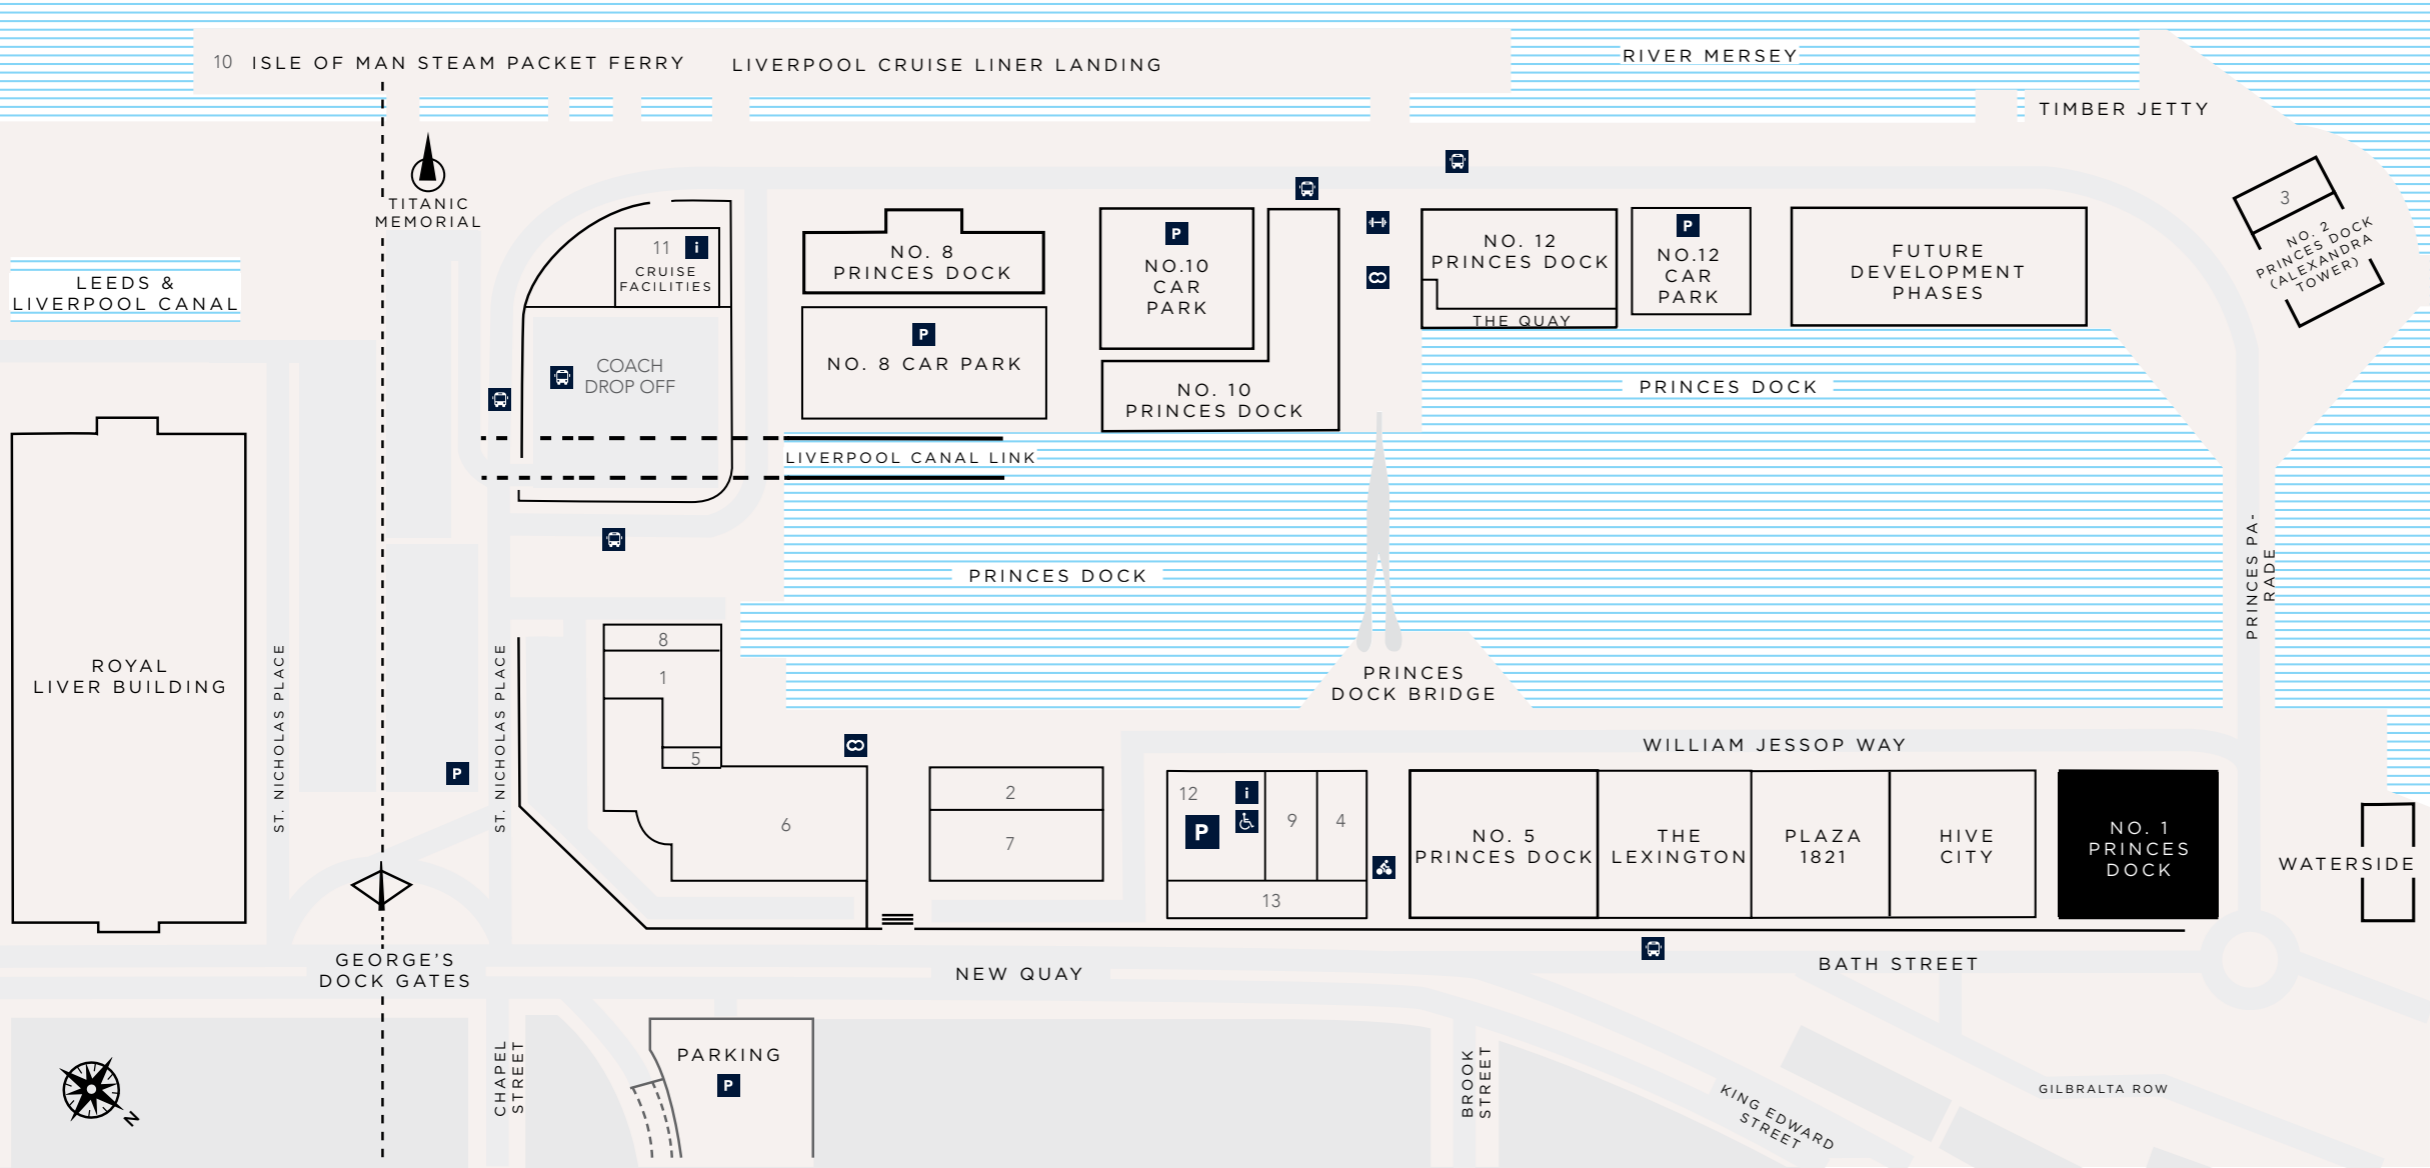 10 ISLE OF MAN STEAM PACKET FERRY
LIVERPOOL CRUISE LINER LANDING
RIVER MERSEY
TIMBER JETTY
TITANIC
MEMORIAL
LEEDS &
LIVERPOOL CANAL
11 i
CRUISE
FACILITIES
COACH
DROP OFF
NO. 8
PRINCES DOCK
P
NO. 8 CAR PARK
P
NO.10
CAR
PARK
NO. 10
PRINCES DOCK
NO. 12
PRINCES DOCK
THE QUAY
P
NO.12
CAR
PARK
FUTURE
DEVELOPMENT
PHASES
3
NO. 2
PRINCES DOCK
(ALEXANDRA
TOWER)
PRINCES DOCK
LIVERPOOL CANAL LINK
PRINCES DOCK
PRINCES PA-
RADE
ROYAL
LIVER BUILDING
ST. NICHOLAS PLACE
P
ST. NICHOLAS PLACE
8
1
5
6
2
7
PRINCES
DOCK BRIDGE
WILLIAM JESSOP WAY
12 i
P
9
4
13
NO. 5
PRINCES DOCK
THE
LEXINGTON
PLAZA
1821
HIVE
CITY
NO. 1
PRINCES
DOCK
WATERSIDE
GEORGE'S
DOCK GATES
NEW QUAY
BATH STREET
N
CHAPEL
STREET
PARKING
P
BROOK
STREET
KING EDWARD
STREET
GILBRALTA ROW